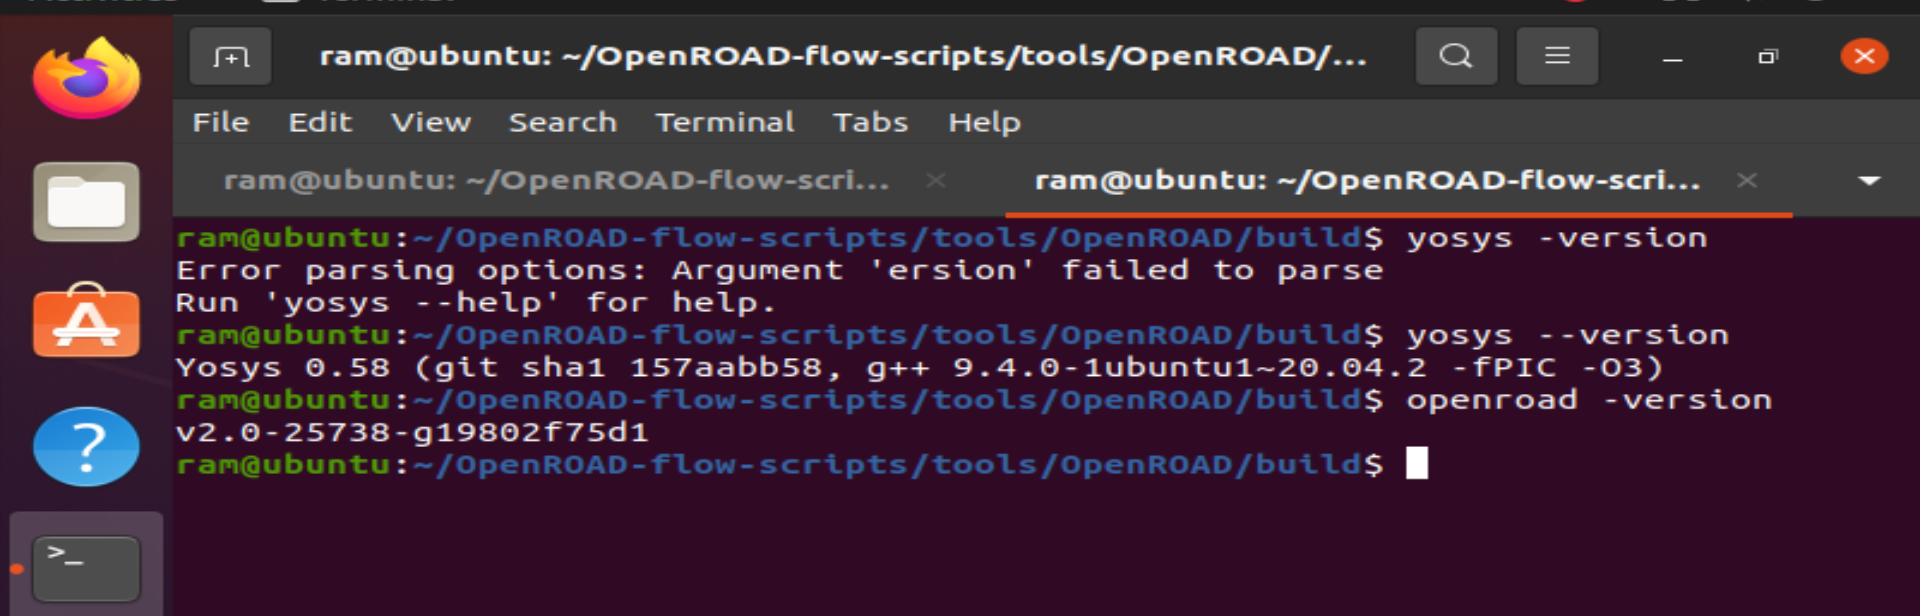 ram@ubuntu: ~/OpenROAD-flow-scripts/tools/OpenROAD/...
File Edit View Search Terminal Tabs Help
ram@ubuntu: ~/OpenROAD-flow-scri... ram@ubuntu: ~/OpenROAD-flow-scri...
ram@ubuntu:~/OpenROAD-flow-scripts/tools/OpenROAD/build$ yosys -version
Error parsing options: Argument 'ersion' failed to parse
Run 'yosys --help' for help.
ram@ubuntu:~/OpenROAD-flow-scripts/tools/OpenROAD/build$ yosys --version
Yosys 0.58 (git sha1 157aabb58, g++ 9.4.0-1ubuntu1~20.04.2 -fPIC -O3)
ram@ubuntu:~/OpenROAD-flow-scripts/tools/OpenROAD/build$ openroad -version
v2.0-25738-g19802f75d1
ram@ubuntu:~/OpenROAD-flow-scripts/tools/OpenROAD/build$